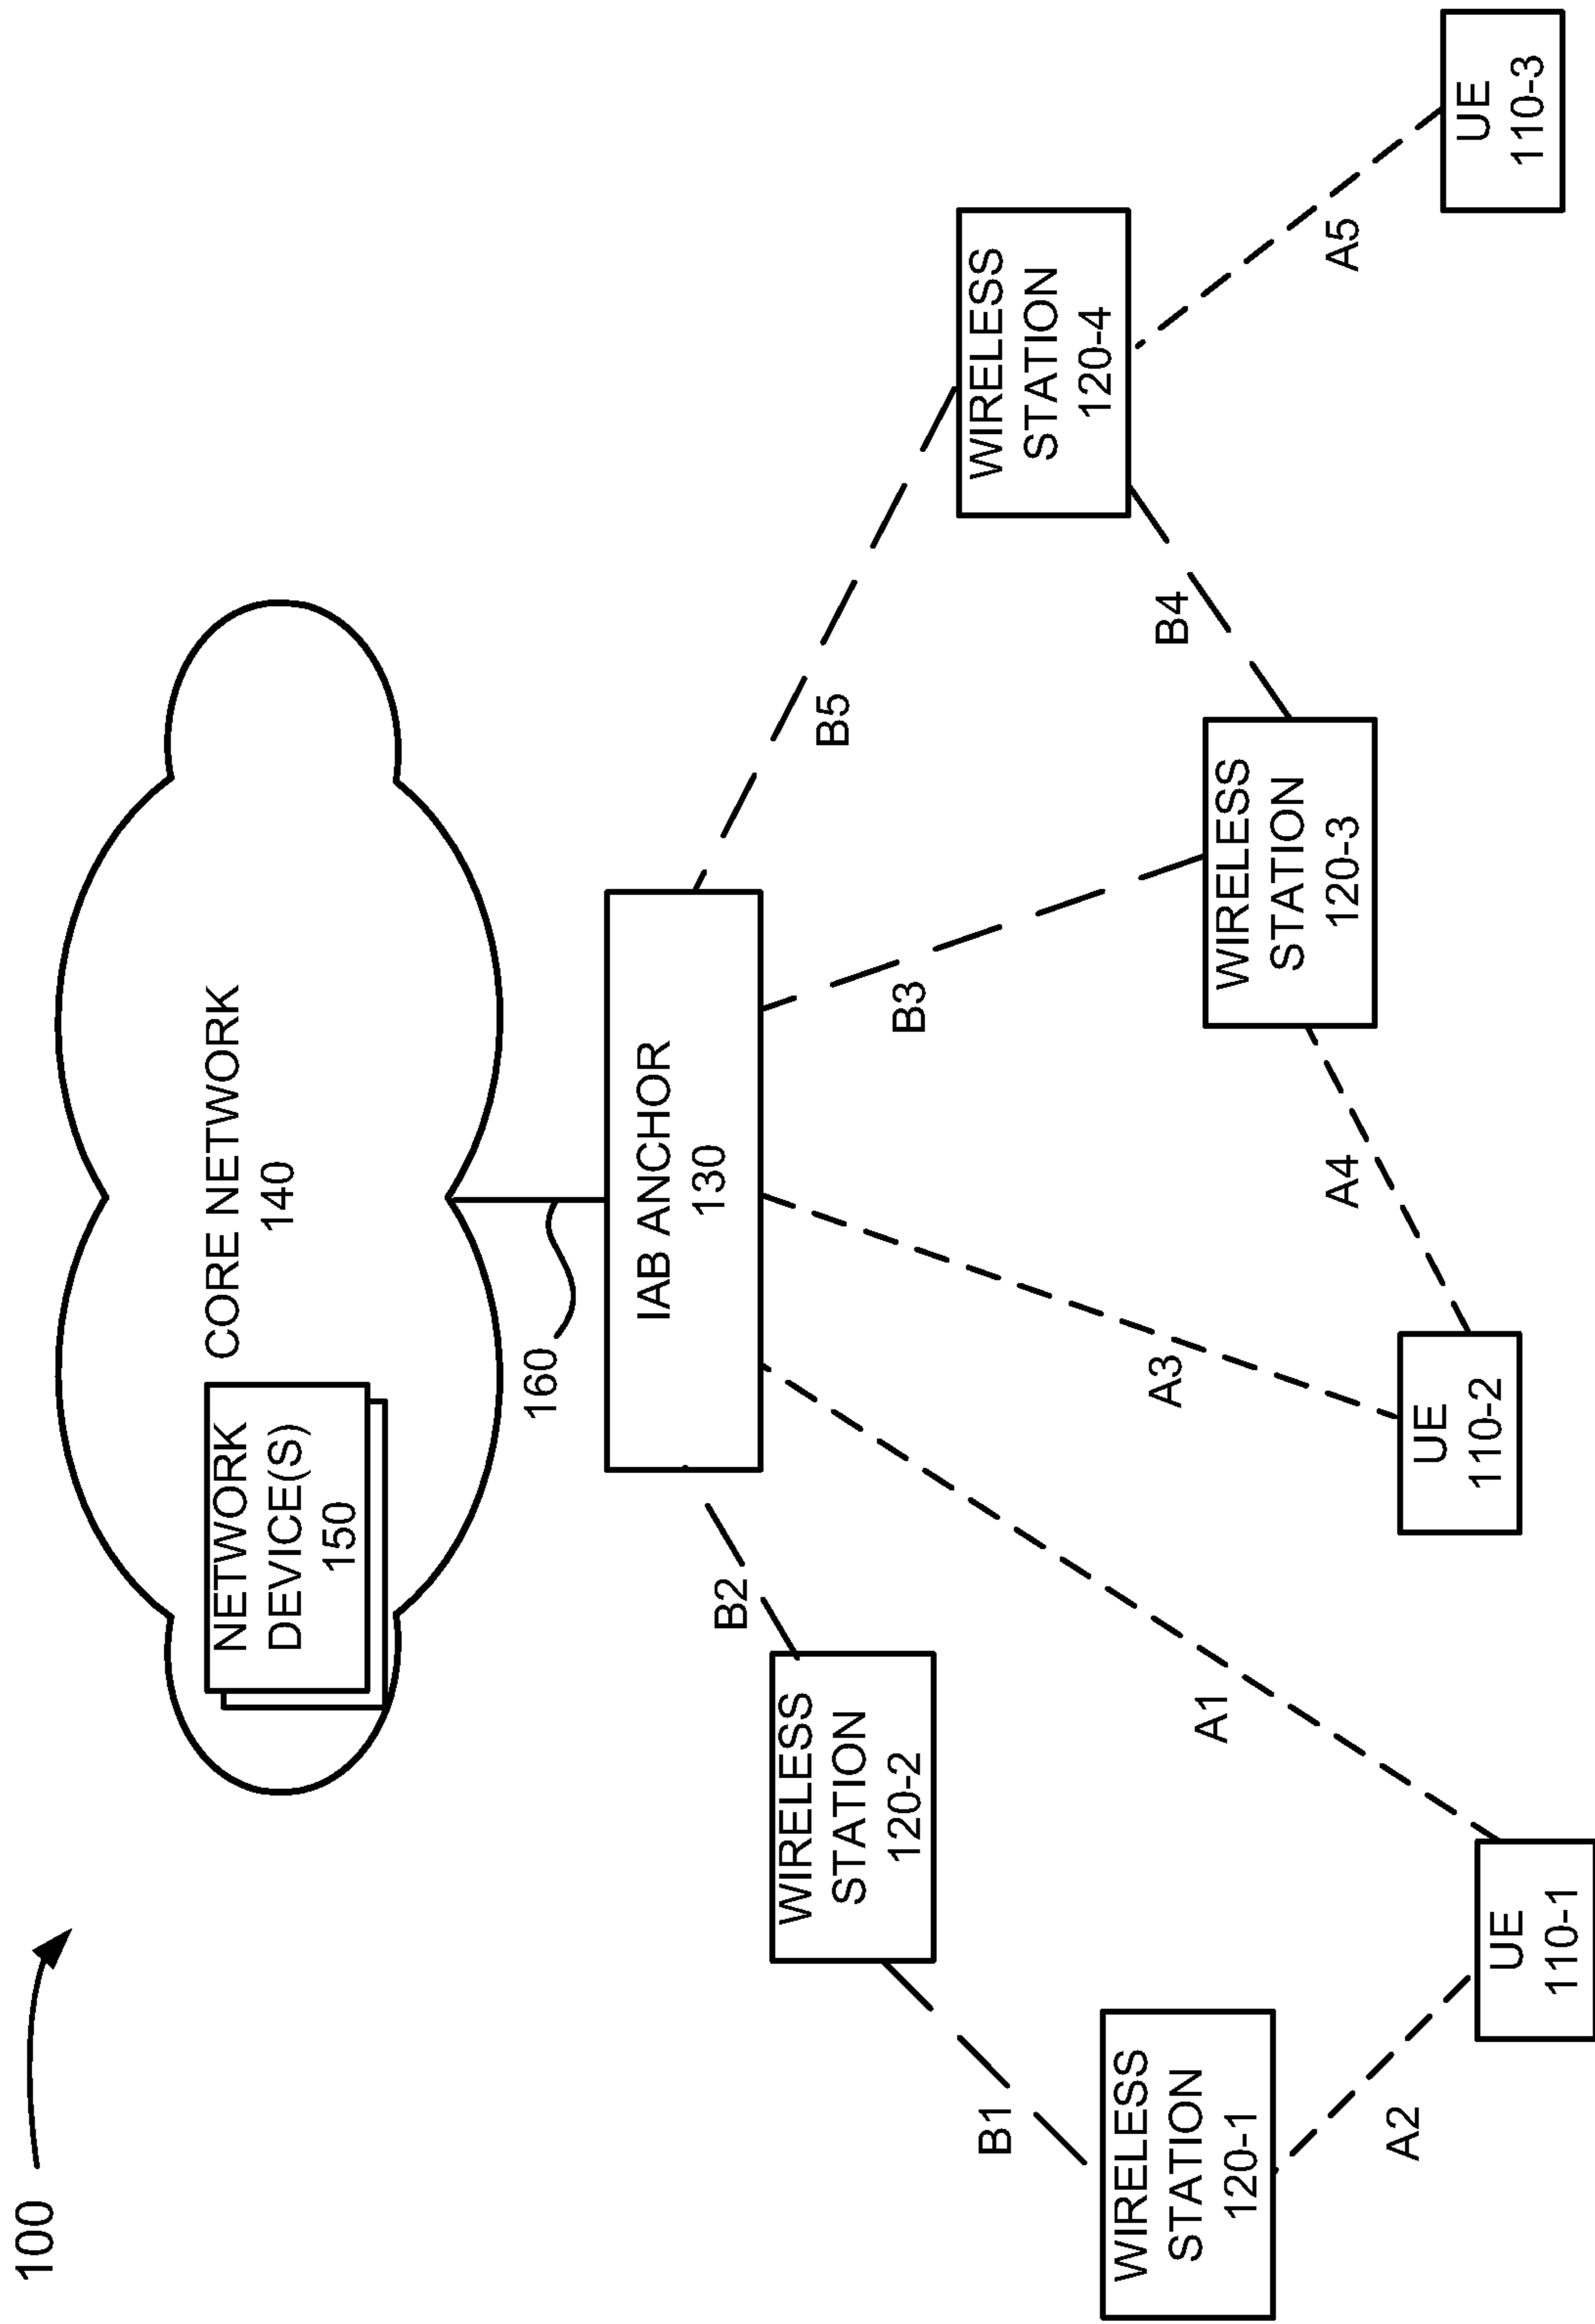 100
CORE NETWORK
140
NETWORK
DEVICE(S)
150
160
IAB ANCHOR
130
B2
B5
WIRELESS
STATION
120-2
B3
WIRELESS
STATION
120-4
B1
B4
WIRELESS
STATION
120-1
A1
A3
A4
WIRELESS
STATION
120-3
A5
A2
UE
110-1
UE
110-2
UE
110-3